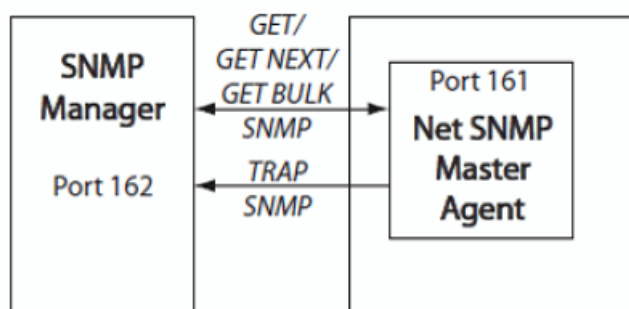 SNMP
Manager
Port 162
GET/
GET NEXT/
GET BULK
SNMP
TRAP
SNMP
Port 161
Net SNMP
Master
Agent